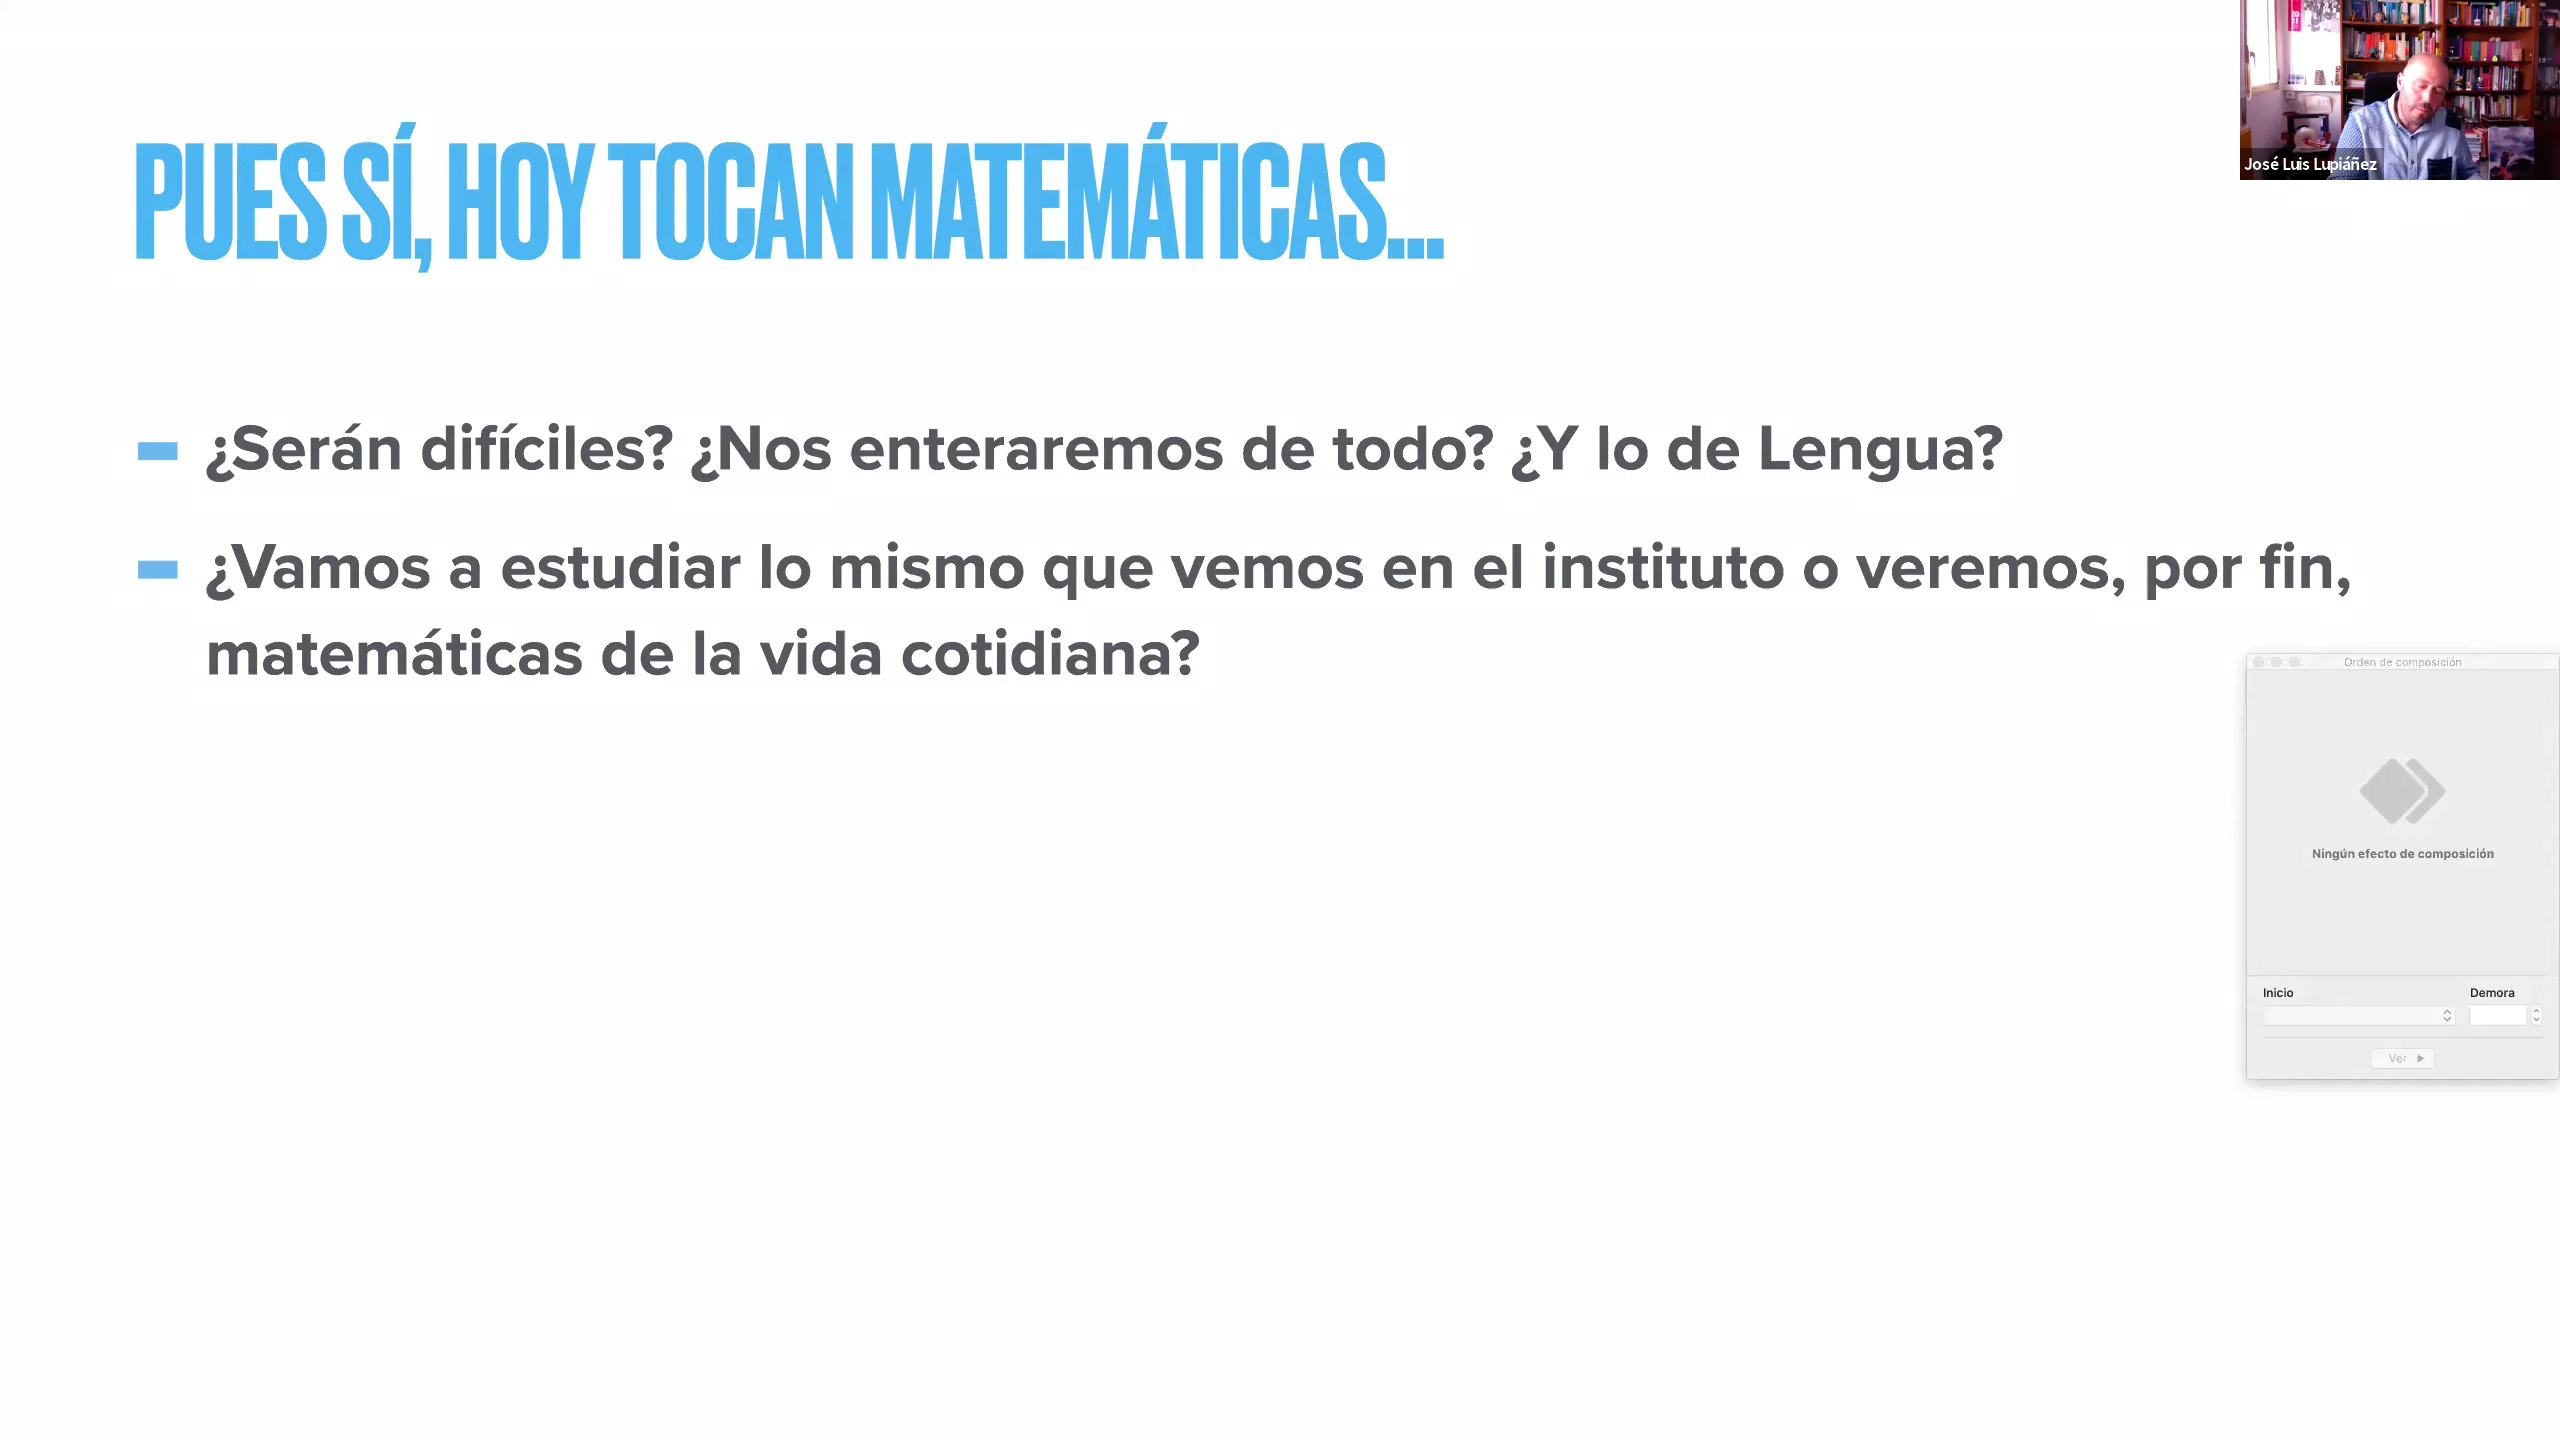 PUES SÍ, HOY TOCAN MATEMÁTICAS...
José Luis Lupiáñez
¿Serán difíciles? ¿Nos enteraremos de todo? ¿Y lo de Lengua?
¿Vamos a estudiar lo mismo que vemos en el instituto o veremos, por fin,
matemáticas de la vida cotidiana?
Orden de composición
Ningún efecto de composición
Inicio
Demora
Ver